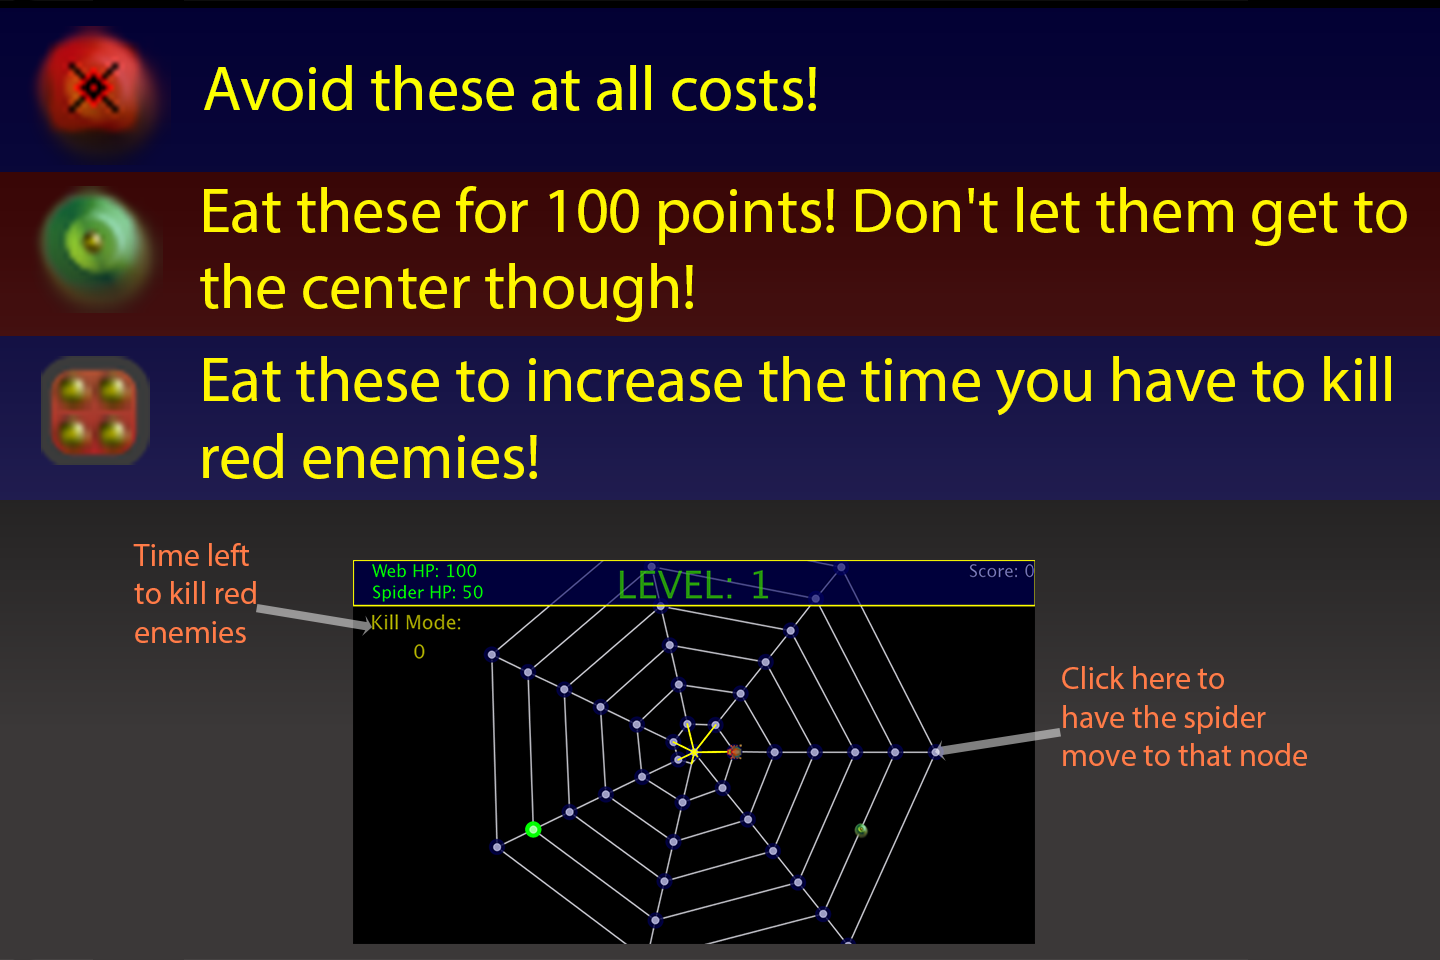 Avoid these at all costs!
Eat these for 100 points! Don't let them get to
the center though!
Eat these to increase the time you have to kill
red enemies!
Time left
to kill red
enemies
Web HP: 100
Spider HP: 50
LEVEL: 1
Score: 0
Kill Mode:
0
Click here to
have the spider
move to that node